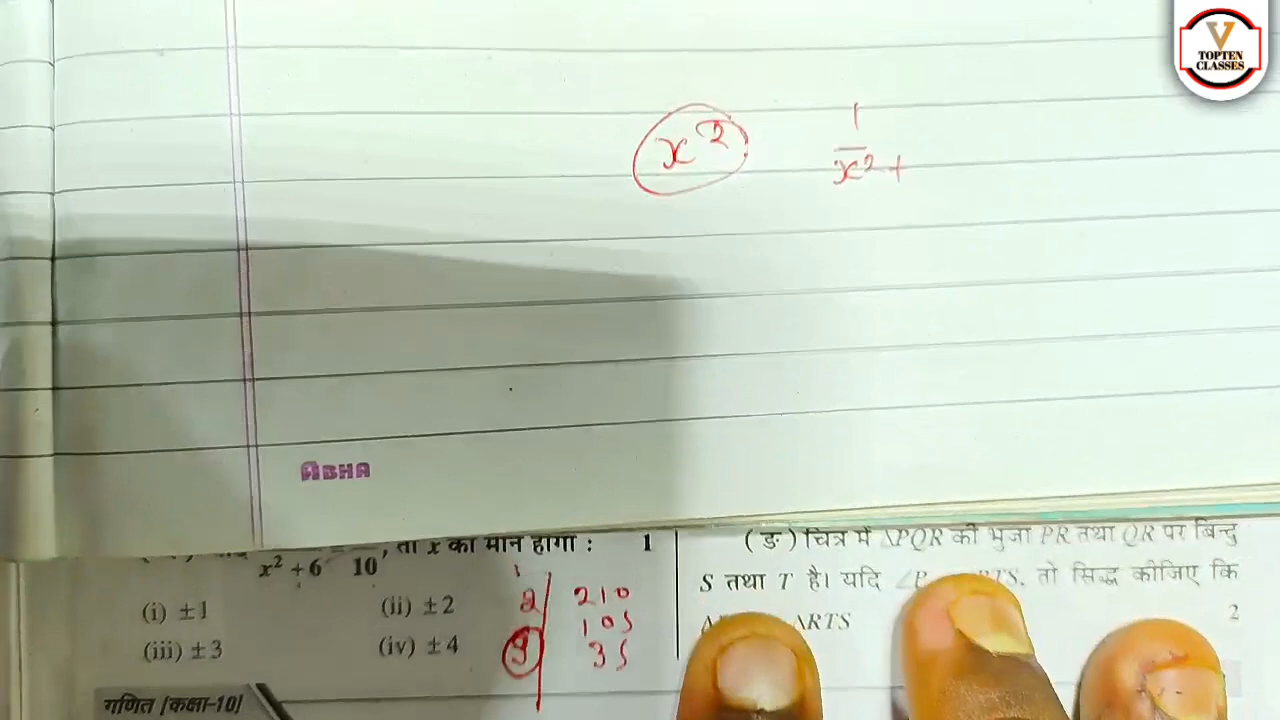 V
TOPTEN
CLASSES
x² 1
x² +
ABHA
x² + 6 10 , तो x का मान होगा : 1
(i) ±1 (ii) ±2
(iii) ±3 (iv) ±4
2 210
3 105
35
गणित /कक्षा-10/
(ङ) चित्र में ΔPQR की भुजा PR तथा QR पर बिन्दु
S तथा T है। यदि RTS, तो सिद्ध कीजिए कि
ΔRTS 2